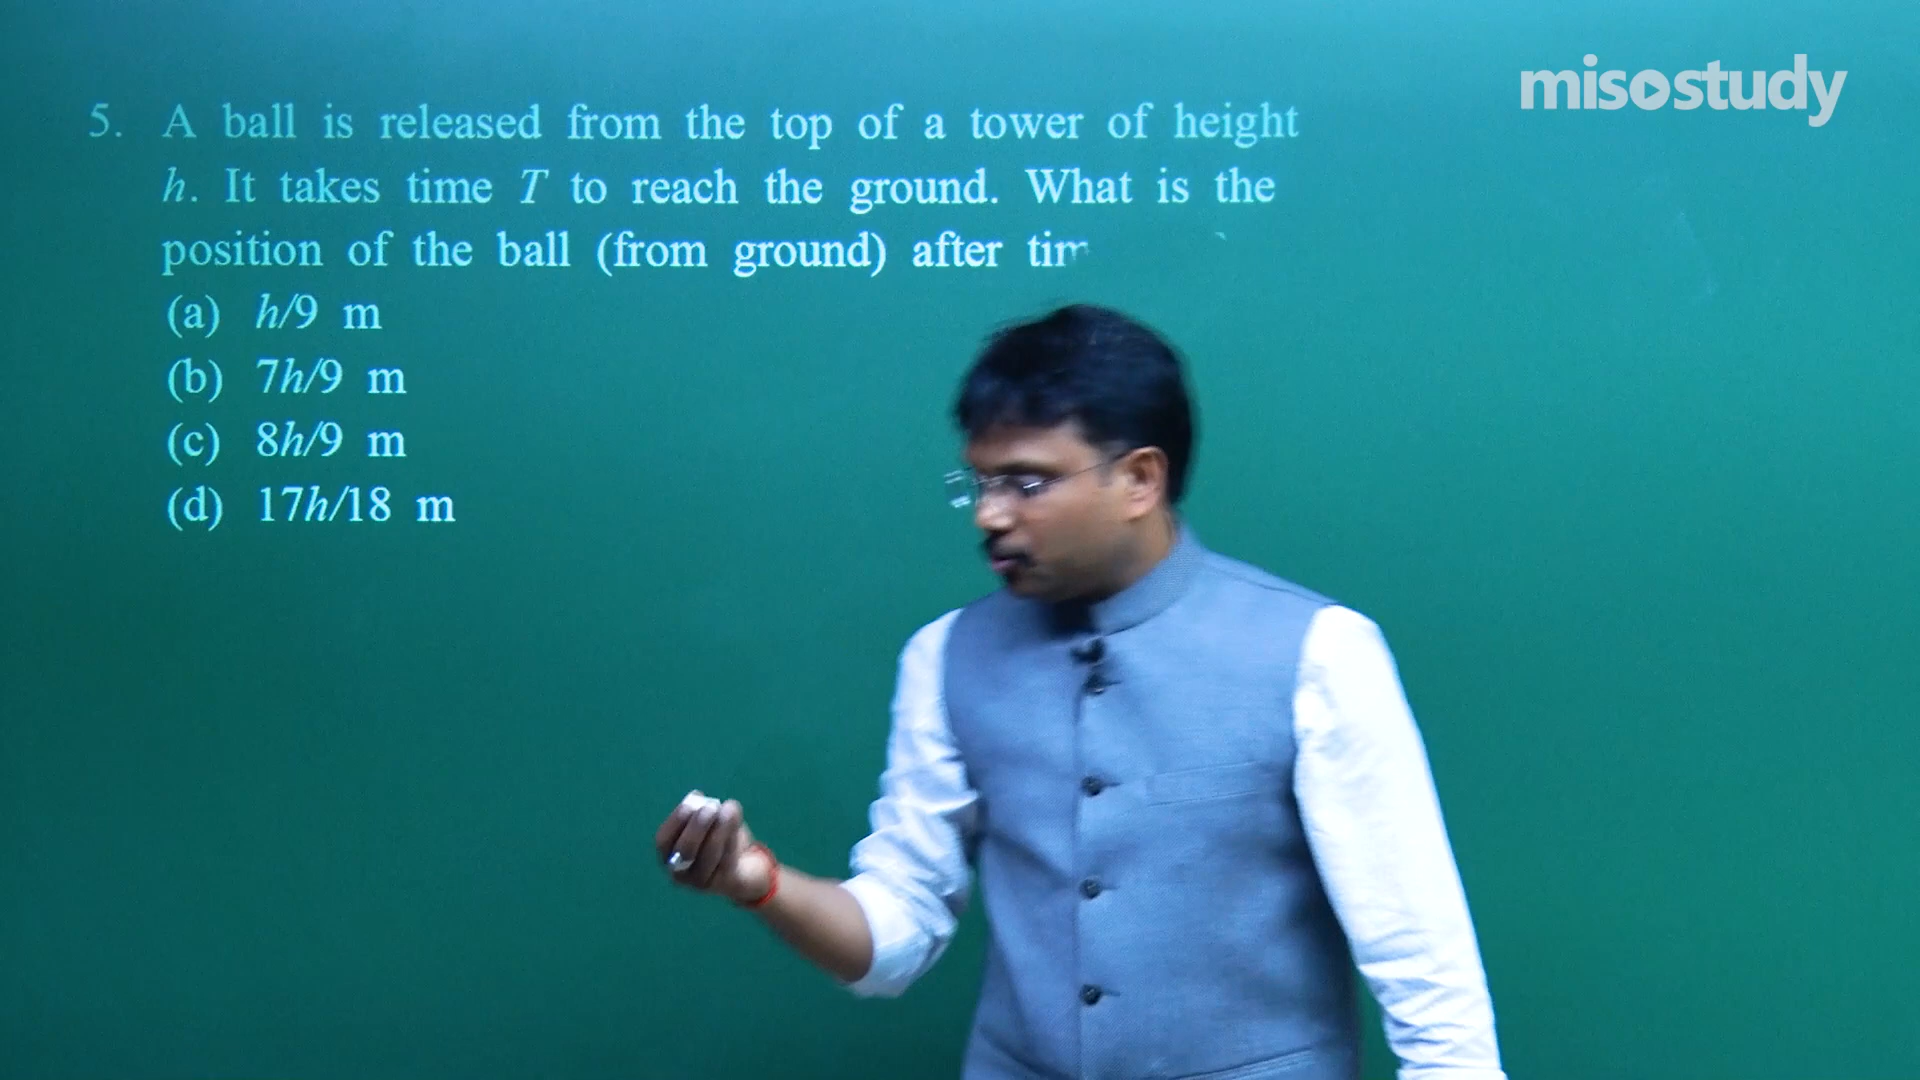 misostudy
5. A ball is released from the top of a tower of height
h. It takes time T to reach the ground. What is the
position of the ball (from ground) after
(a) h/9 m
(b) 7h/9 m
(c) 8h/9 m
(d) 17h/18 m